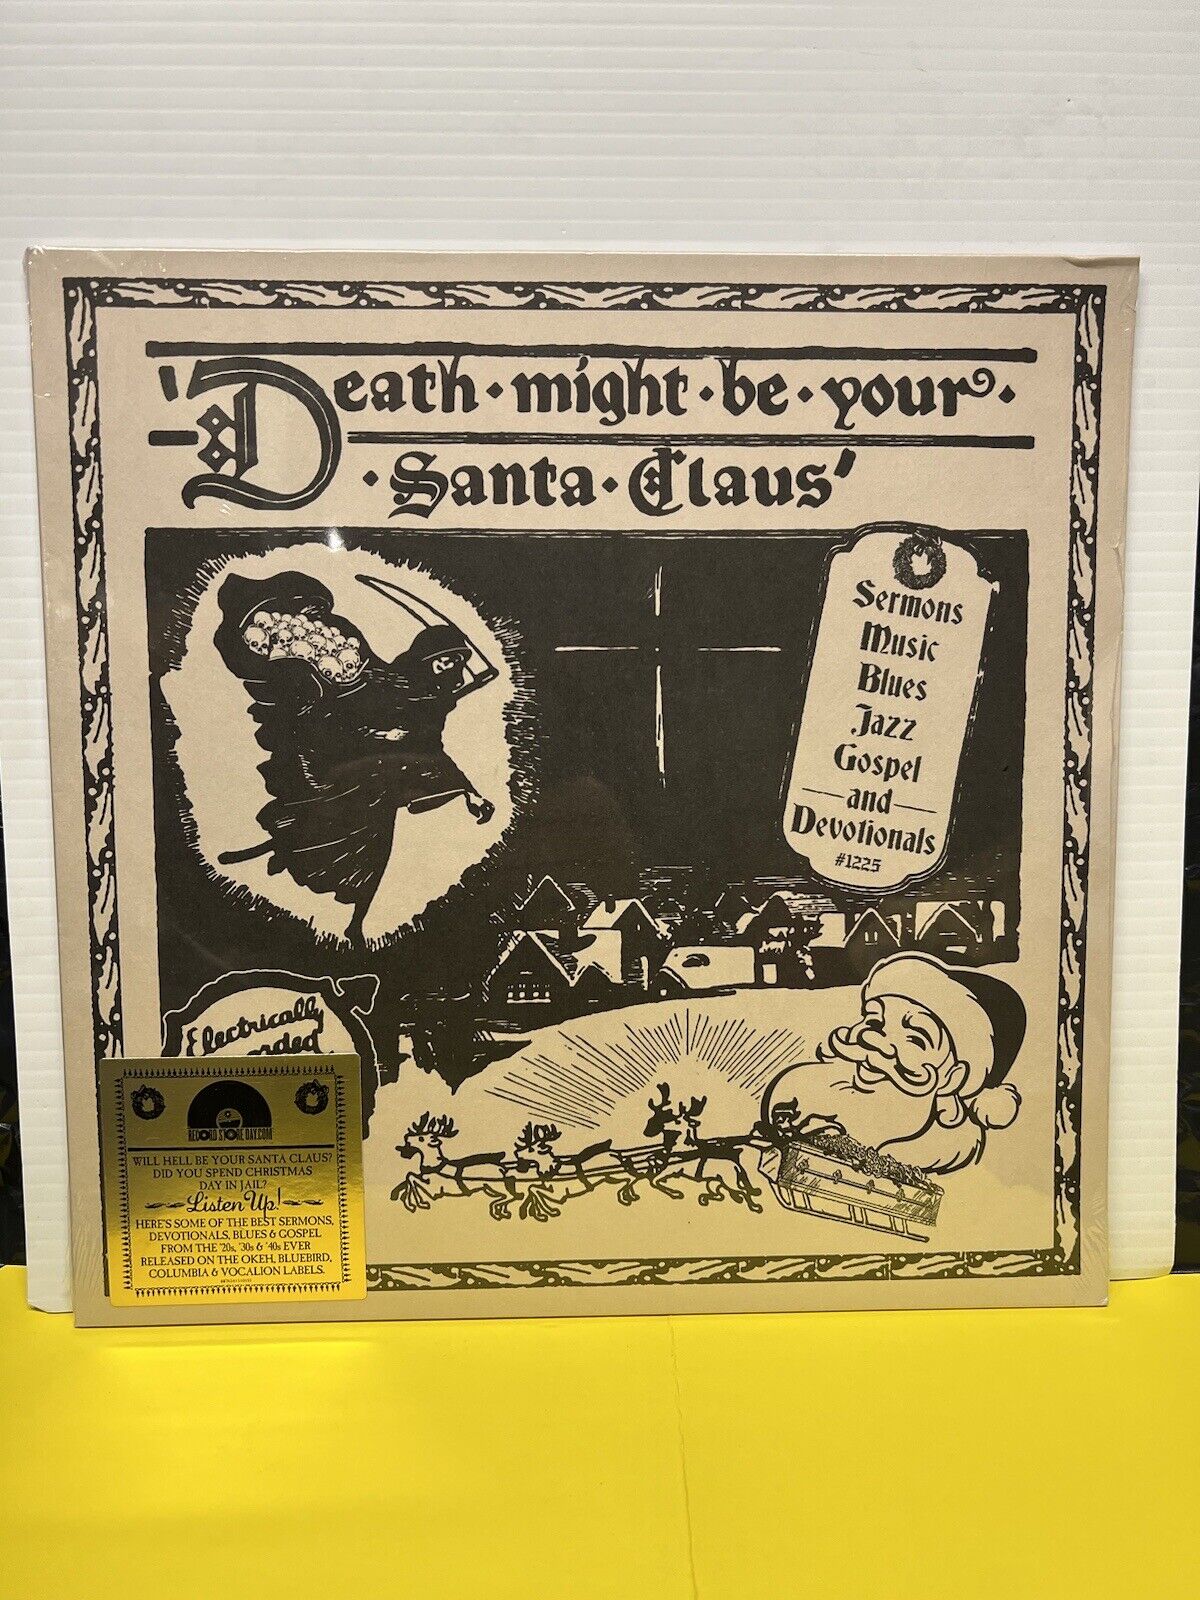 'Death · might · be · your ·
· Santa · Claus'
Sermons
Music
Blues
Jazz
Gospel
and
Devotionals
#1225
Electrically
RECORD STORE DAY.COM
WILL HELL BE YOUR SANTA CLAUS?
DID YOU SPEND CHRISTMAS
DAY IN JAIL?
Listen Up!
HERE'S SOME OF THE BEST SERMONS,
DEVOTIONALS, BLUES & GOSPEL
FROM THE '20s, '30s & '40s EVER
RELEASED ON THE OKEH, BLUEBIRD,
COLUMBIA & VOCALION LABELS.